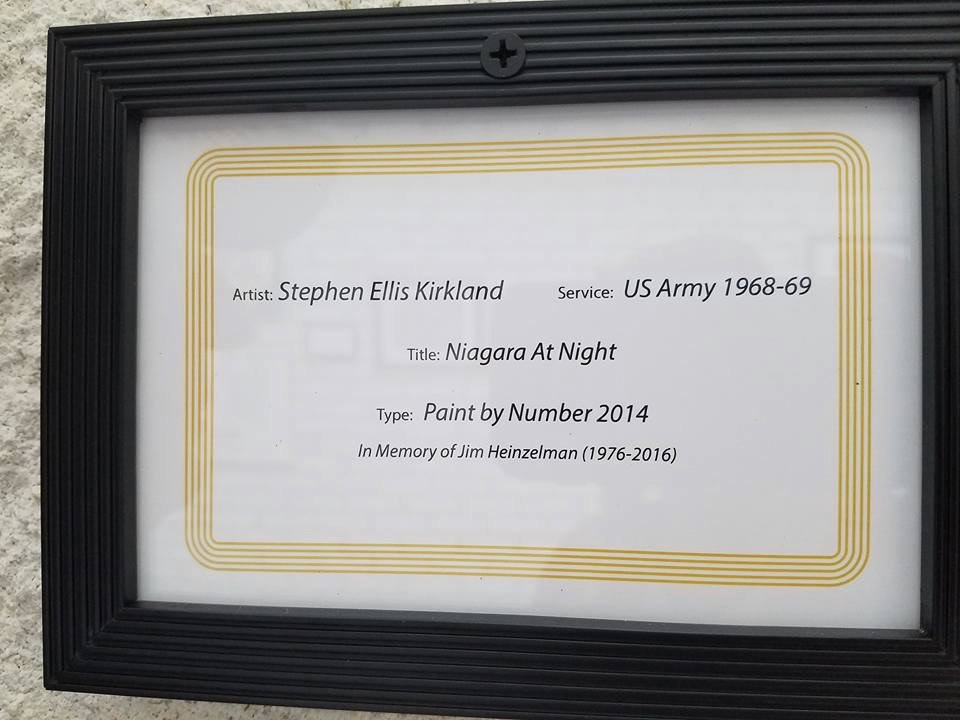 Artist: Stephen Ellis Kirkland Service: US Army 1968-69
Title: Niagara At Night
Type: Paint by Number 2014
In Memory of Jim Heinzelman (1976-2016)